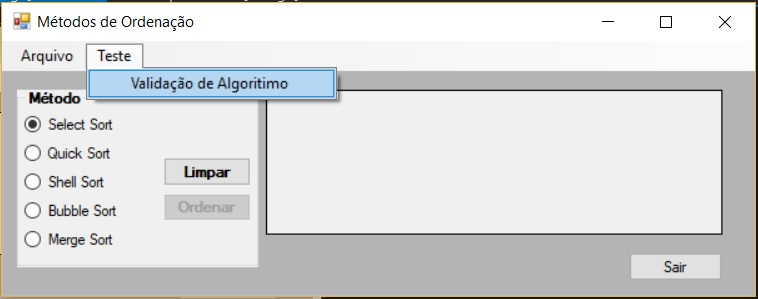 Métodos de Ordenação
Arquivo Teste
Validação de Algoritimo
Método
Select Sort
Quick Sort
Shell Sort
Bubble Sort
Merge Sort
Limpar
Ordenar
Sair